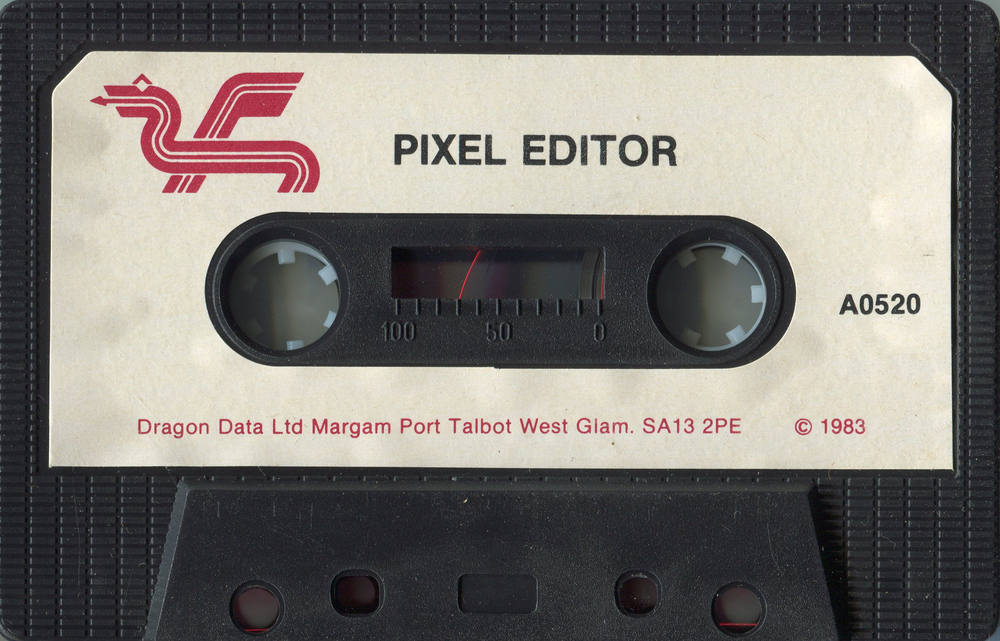 PIXEL EDITOR
A0520
100 50 0
Dragon Data Ltd Margam Port Talbot West Glam. SA13 2PE © 1983